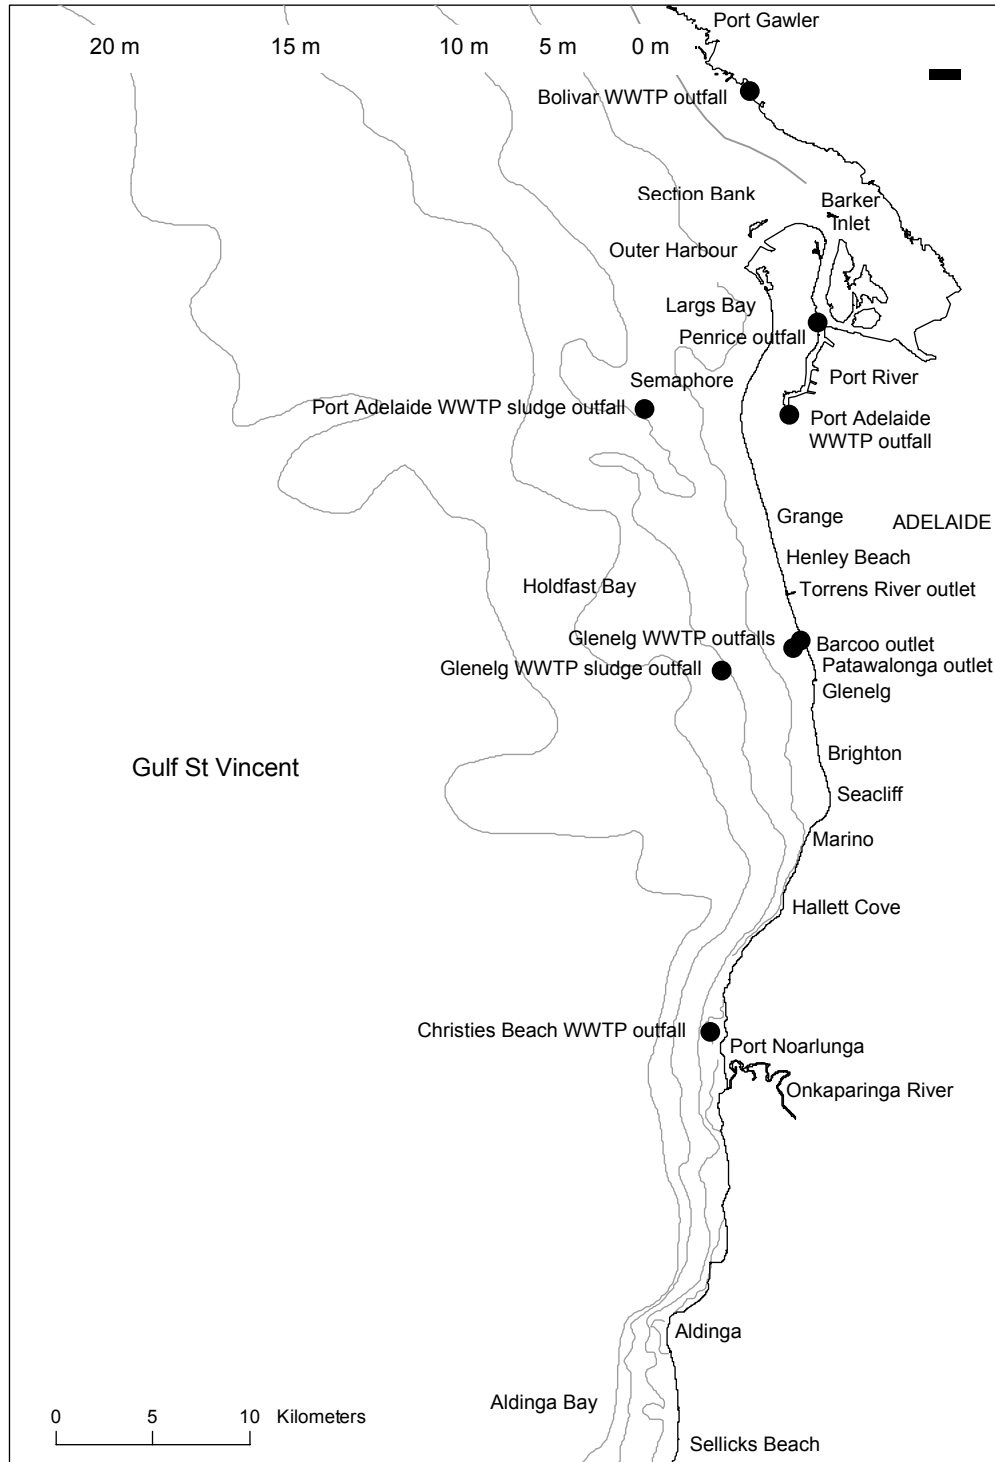 Port Gawler
20 m
15 m
10 m
5 m
0 m
Bolivar WWTP outfall
Section Bank
Barker
Inlet
Outer Harbour
Largs Bay
Penrice outfall
Semaphore
Port River
Port Adelaide WWTP sludge outfall
Port Adelaide
WWTP outfall
Grange
ADELAIDE
Henley Beach
Holdfast Bay
Torrens River outlet
Glenelg WWTP outfalls
Barcoo outlet
Patawalonga outlet
Glenelg WWTP sludge outfall
Glenelg
Brighton
Gulf St Vincent
Seacliff
Marino
Hallett Cove
Christies Beach WWTP outfall
Port Noarlunga
Onkaparinga River
Aldinga
Aldinga Bay
0 5 10 Kilometers
Sellicks Beach